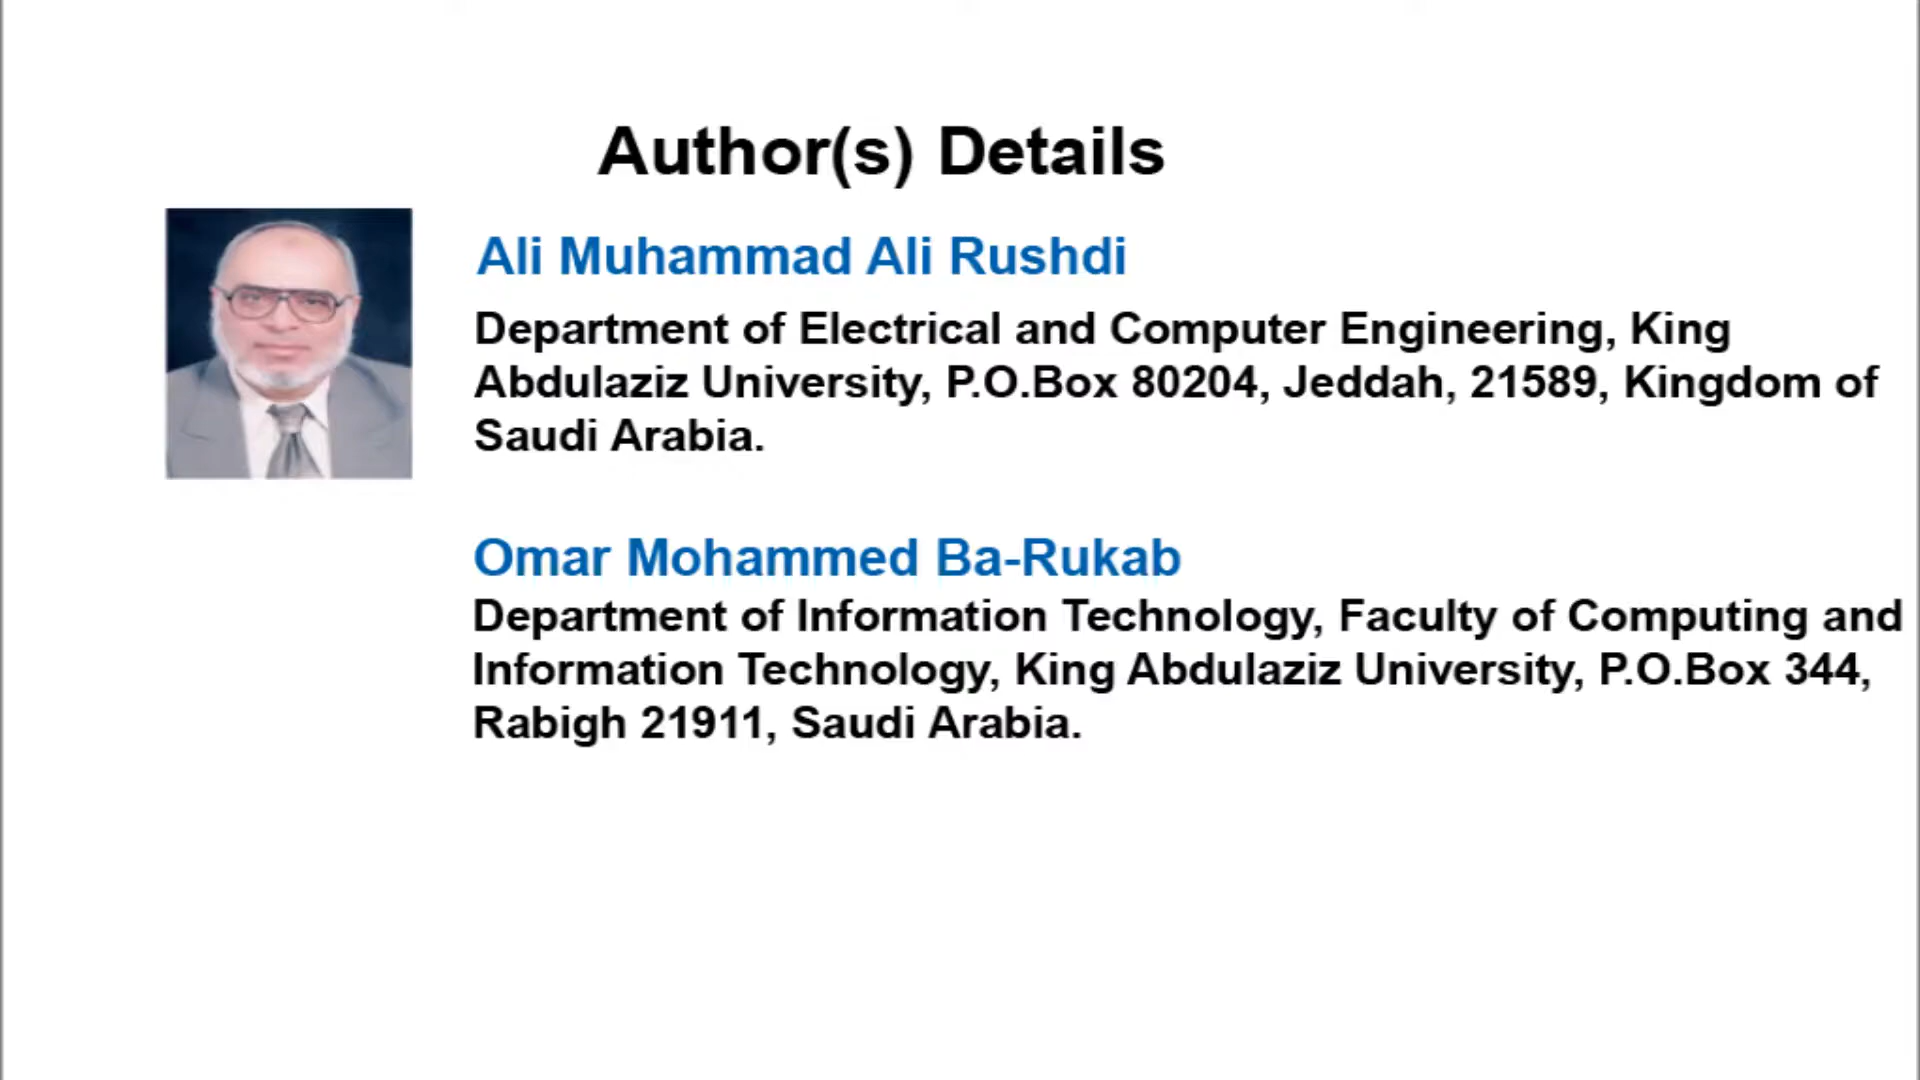 Author(s) Details
Ali Muhammad Ali Rushdi
Department of Electrical and Computer Engineering, King
Abdulaziz University, P.O.Box 80204, Jeddah, 21589, Kingdom of
Saudi Arabia.
Omar Mohammed Ba-Rukab
Department of Information Technology, Faculty of Computing and
Information Technology, King Abdulaziz University, P.O.Box 344,
Rabigh 21911, Saudi Arabia.